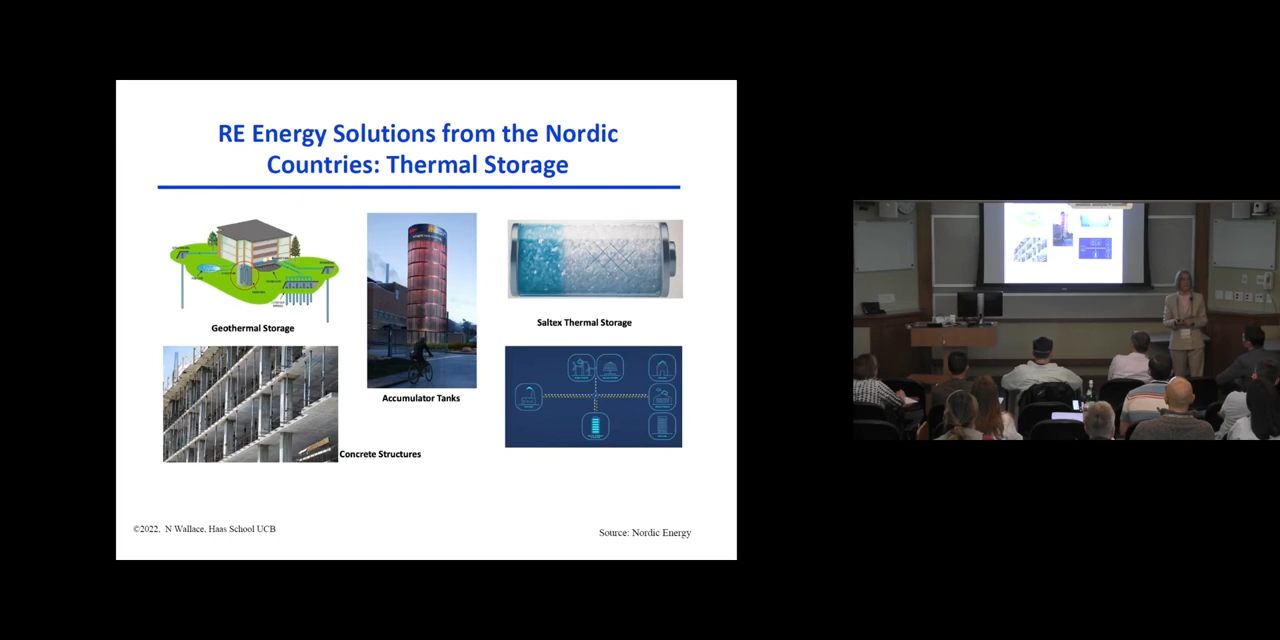 RE Energy Solutions from the Nordic
Countries: Thermal Storage
Geothermal Storage
Accumulator Tanks
Saltex Thermal Storage
Concrete Structures
©2022, N Wallace, Haas School UCB
Source: Nordic Energy